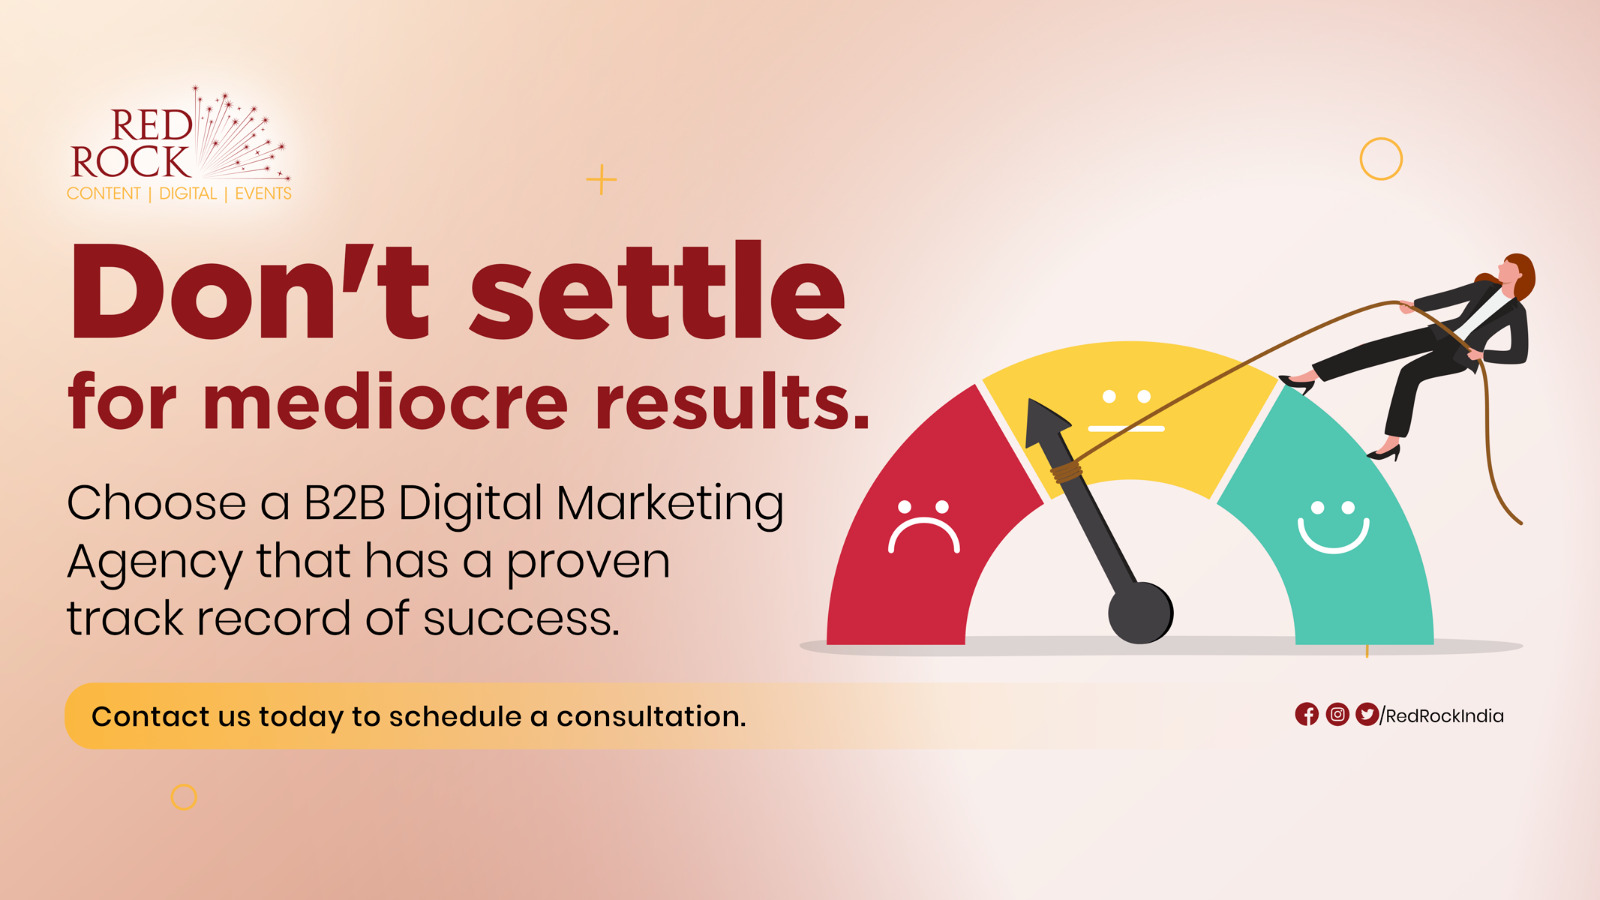 RED
ROCK
CONTENT | DIGITAL | EVENTS
Don't settle
for mediocre results.
Choose a B2B Digital Marketing
Agency that has a proven
track record of success.
Contact us today to schedule a consultation.
/RedRockIndia